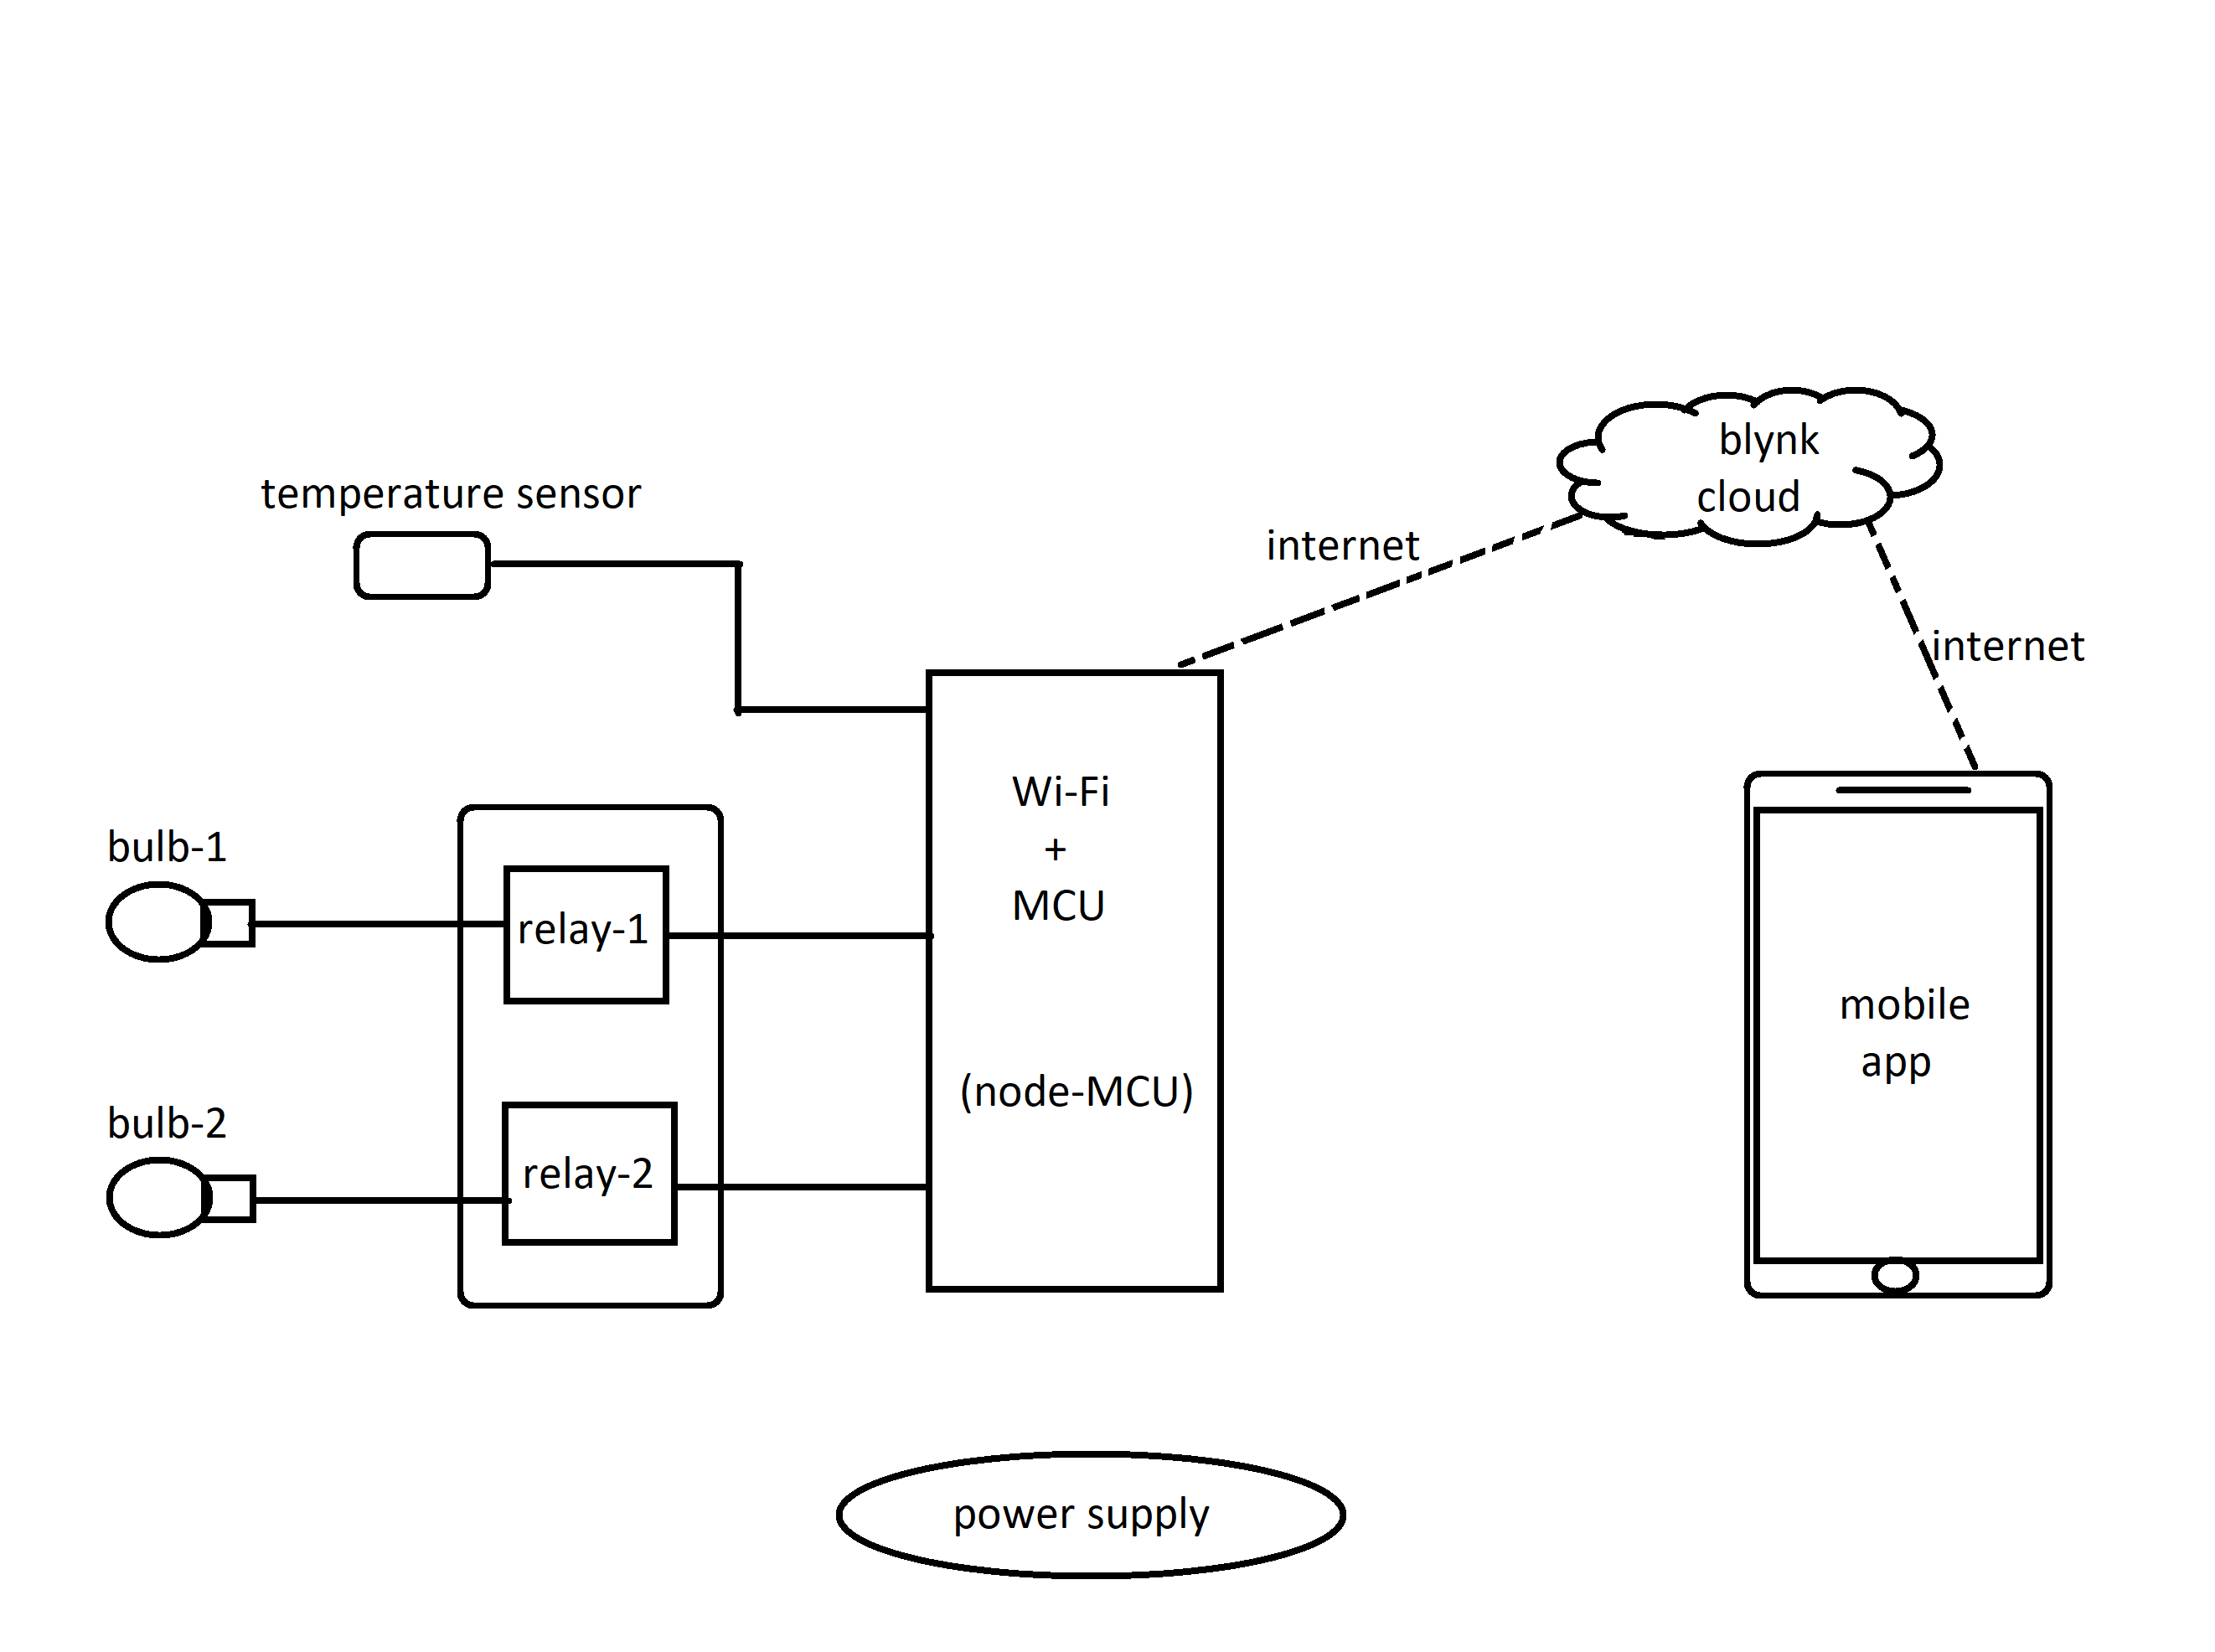 blynk
cloud
internet
temperature sensor
internet
Wi-Fi
+
MCU
(node-MCU)
bulb-1
relay-1
bulb-2
relay-2
mobile
app
power supply